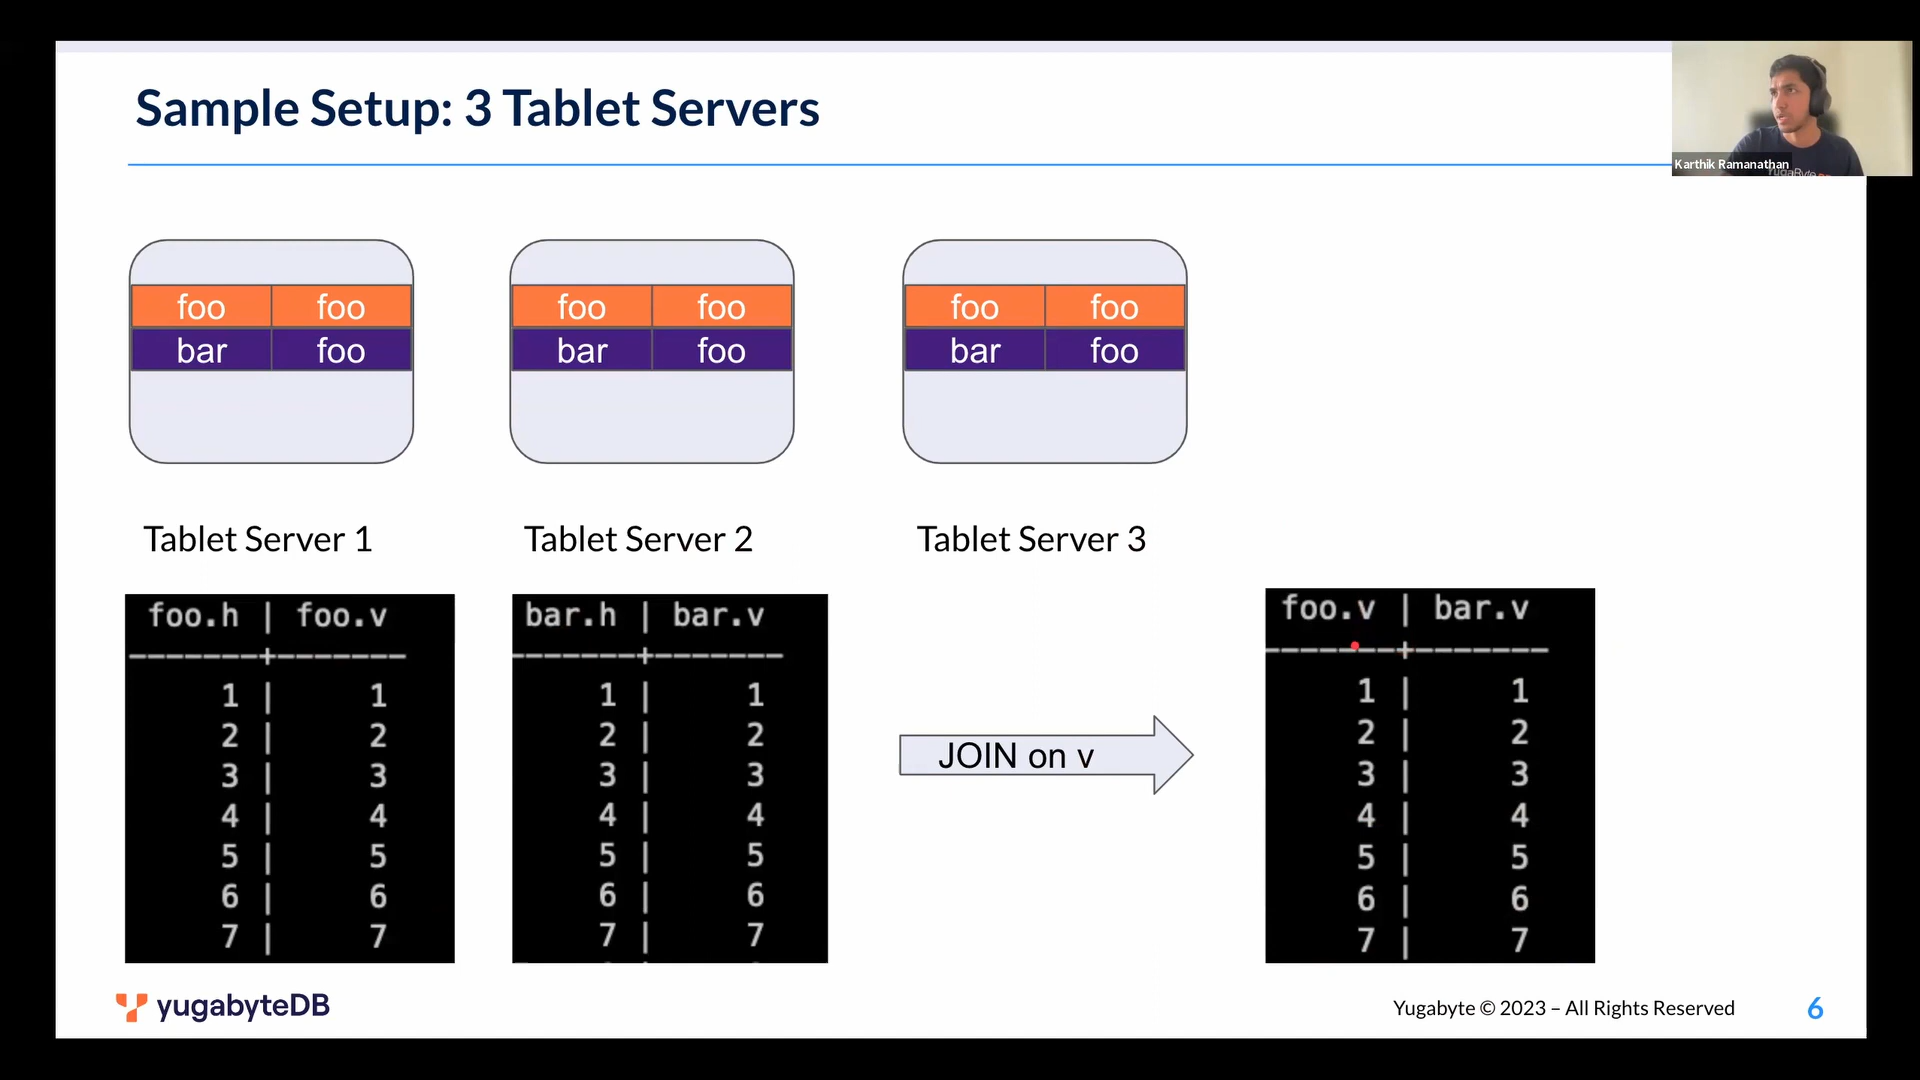 Sample Setup: 3 Tablet Servers
Karthik Ramanathan
YugaByte DB
foo foo foo foo foo foo
bar foo bar foo bar foo
Tablet Server 1 Tablet Server 2 Tablet Server 3
foo.h | foo.v
-------+-------
1 | 1
2 | 2
3 | 3
4 | 4
5 | 5
6 | 6
7 | 7
bar.h | bar.v
-------+-------
1 | 1
2 | 2
3 | 3
4 | 4
5 | 5
6 | 6
7 | 7
JOIN on v
foo.v | bar.v
-------+-------
1 | 1
2 | 2
3 | 3
4 | 4
5 | 5
6 | 6
7 | 7
yugabyteDB
Yugabyte © 2023 – All Rights Reserved
6